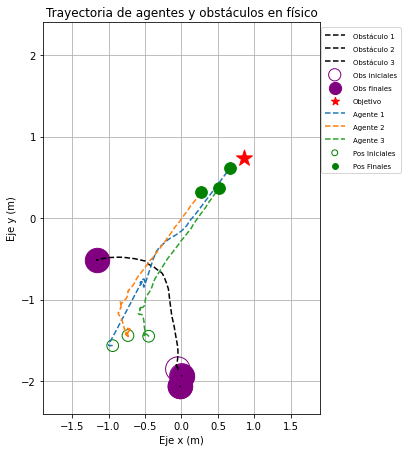 Trayectoria de agentes y obstáculos en físico
Obstáculo 1
Obstáculo 2
Obstáculo 3
Obs iniciales
Obs finales
Objetivo
Agente 1
Agente 2
Agente 3
Pos Iniciales
Pos Finales
Eje y (m)
2
1
0
−1
−2
−1.5
−1.0
−0.5
0.0
0.5
1.0
1.5
Eje x (m)